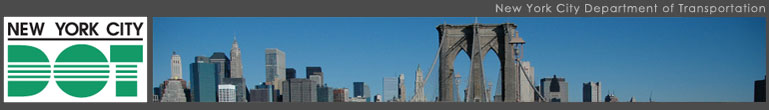 New York City Department of Transportation
NEW YORK CITY
DOT